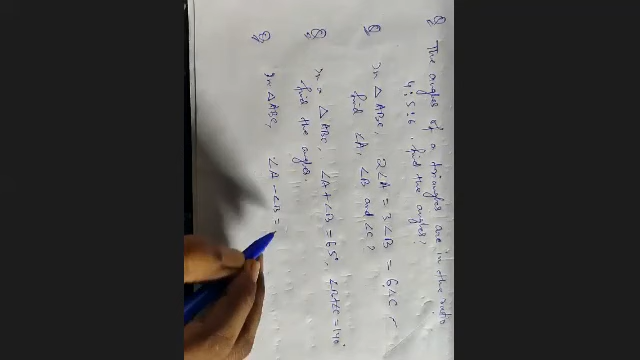 Q The angles of a triangles are in the ratio
4:5:6, find the angles?
Q In △ABC, 2∠A = 3∠B = 6∠C,
find ∠A, ∠B and ∠C?
Q In △ABC, ∠A+∠B = 65°, ∠B+∠C = 140°
find the angles.
Q In △ABC, ∠A - ∠B =